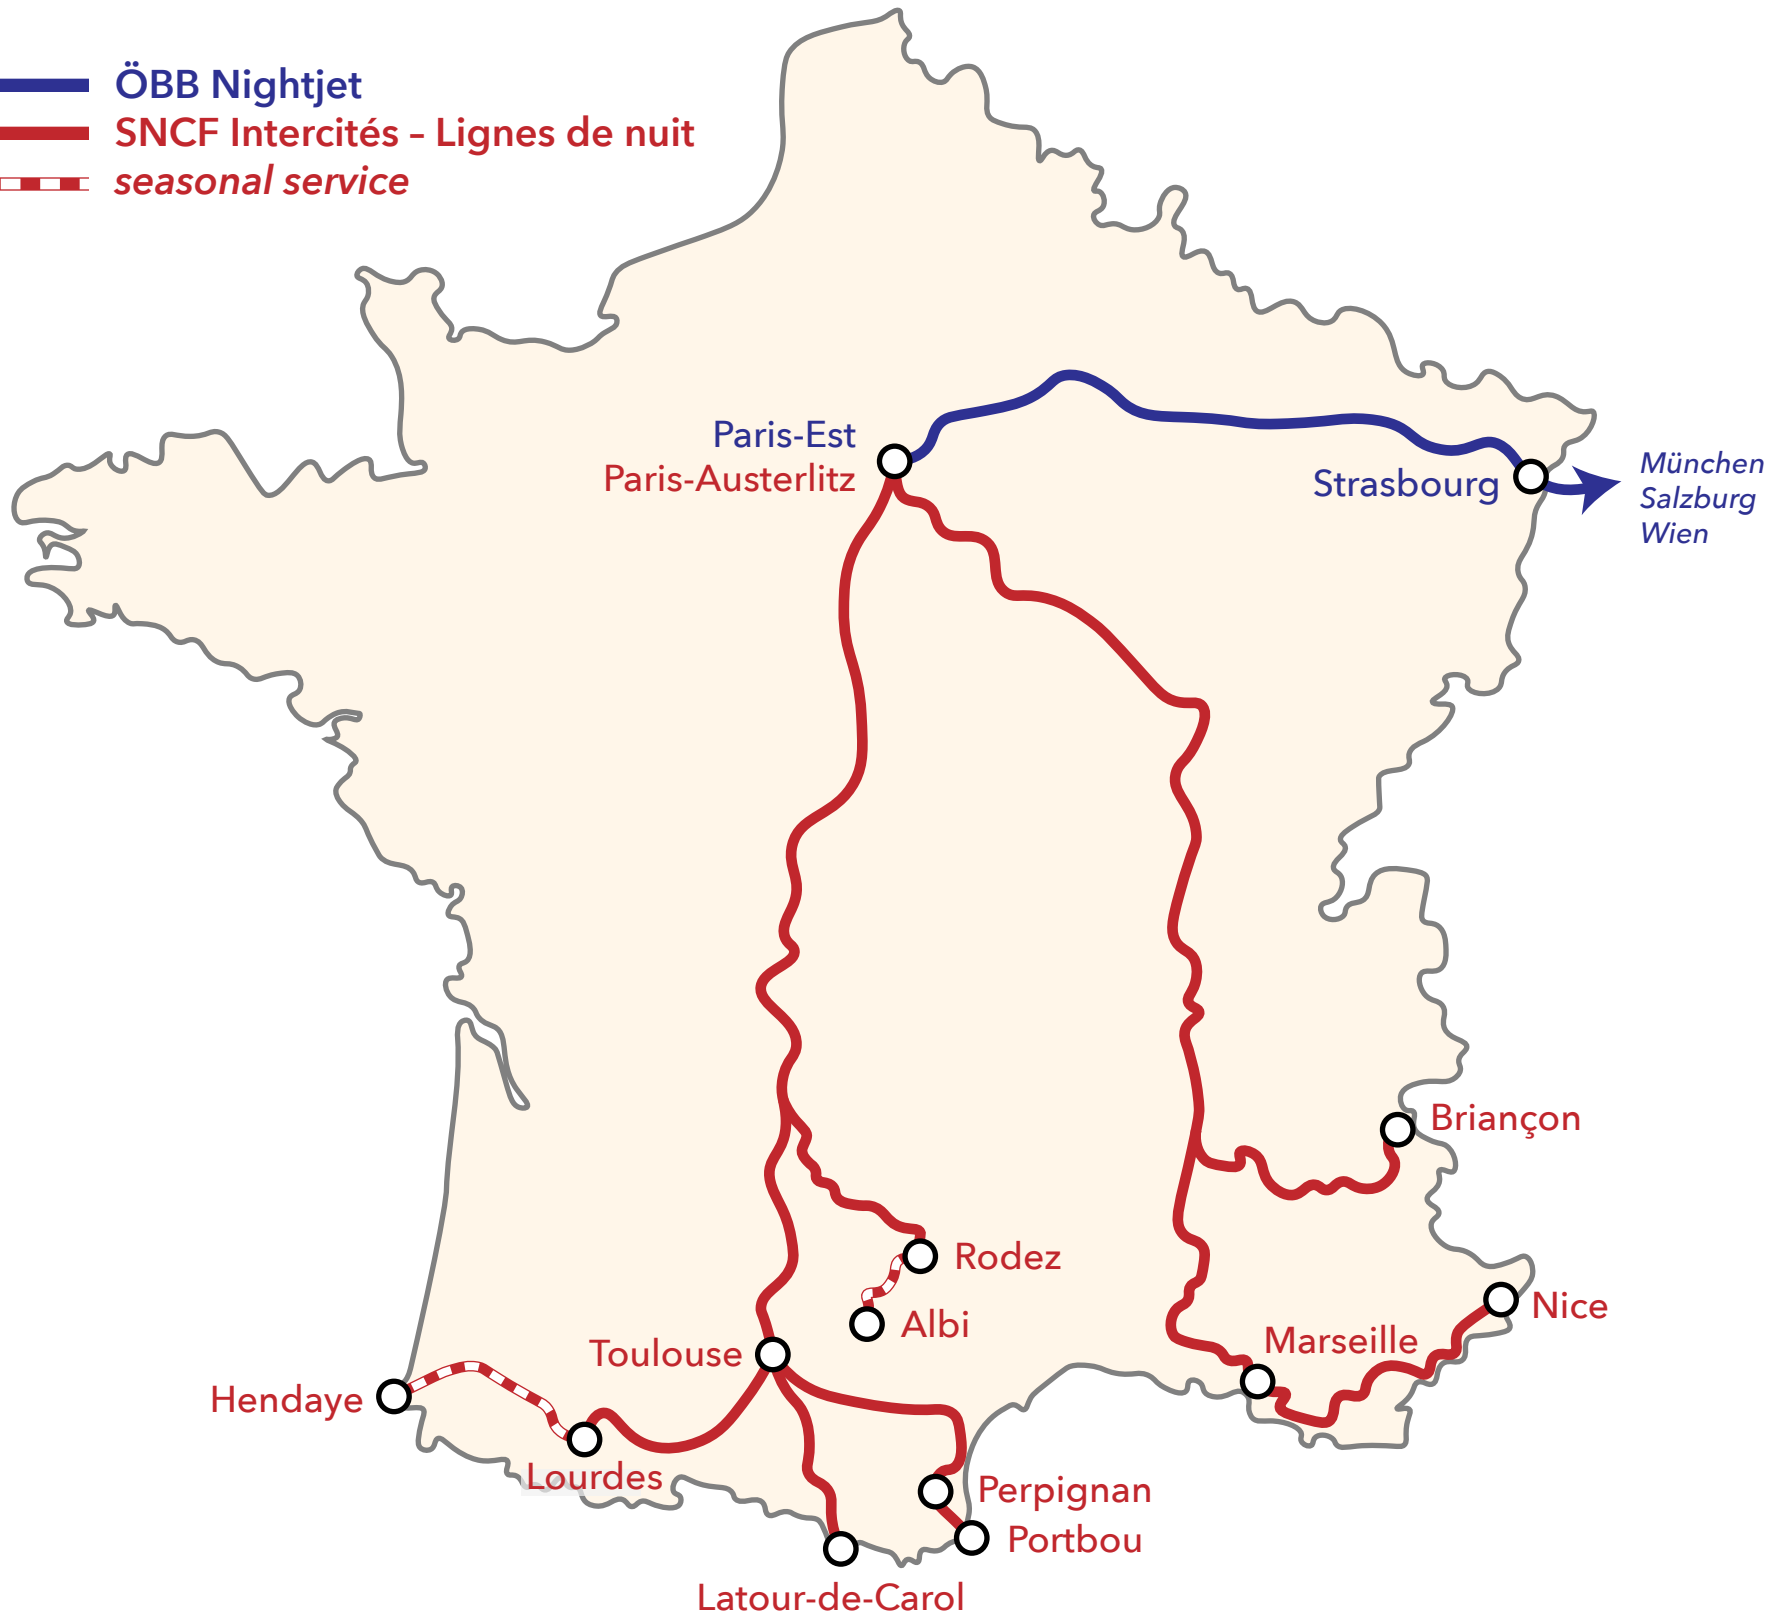 ÖBB Nightjet
SNCF Intercités – Lignes de nuit
seasonal service
Paris-Est
Paris-Austerlitz
Strasbourg
München
Salzburg
Wien
Briançon
Rodez
Nice
Albi
Marseille
Toulouse
Hendaye
Lourdes
Perpignan
Portbou
Latour-de-Carol